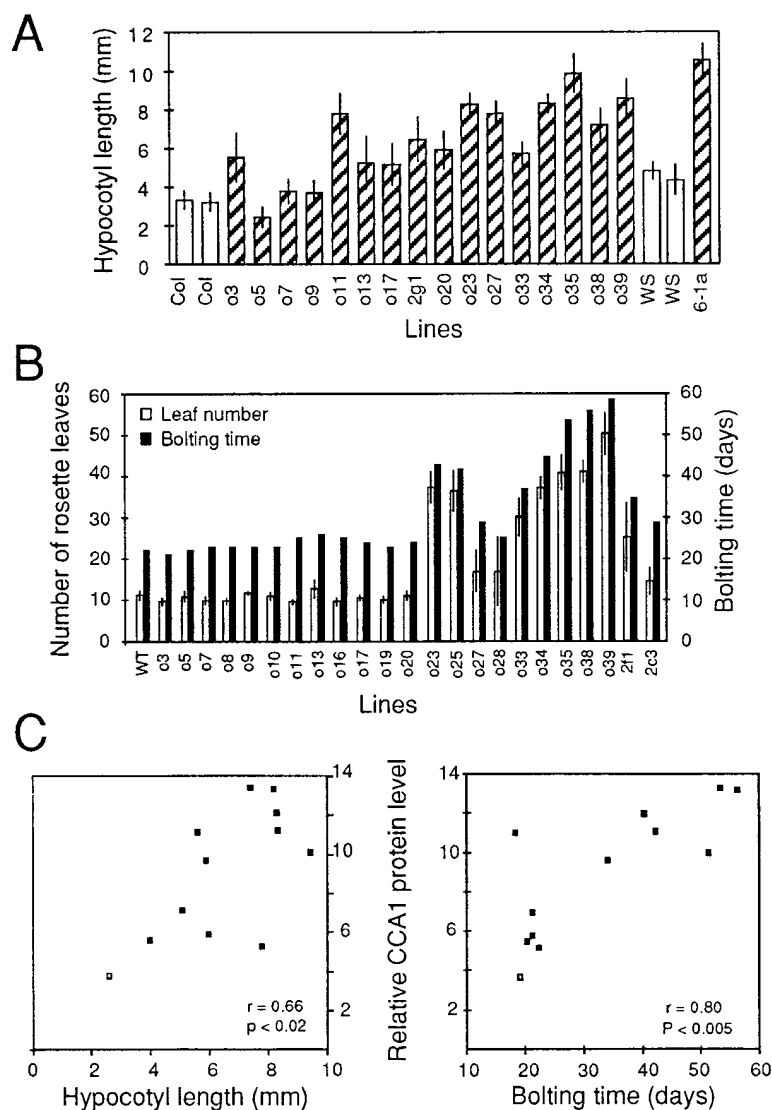 A
Hypocotyl length (mm)
12
10
8
6
4
2
0
Col Col o3 o5 o7 o9 o11 o13 o17 2g1 o20 o23 o27 o33 o34 o35 o38 o39 WS WS 6-1a
Lines
B
Number of rosette leaves
60
50
40
30
20
10
0
Leaf number
Bolting time
60
50
40
30
20
10
0
Bolting time (days)
WT o3 o5 o7 o8 o9 o10 o11 o13 o16 o17 o19 o20 o23 o25 o27 o28 o33 o34 o35 o38 o39 2f1 2c3
Lines
C
14
10
6
2
r = 0.66
p < 0.02
0 2 4 6 8 10
Hypocotyl length (mm)
Relative CCA1 protein level
14
10
6
2
r = 0.80
P < 0.005
10 20 30 40 50 60
Bolting time (days)